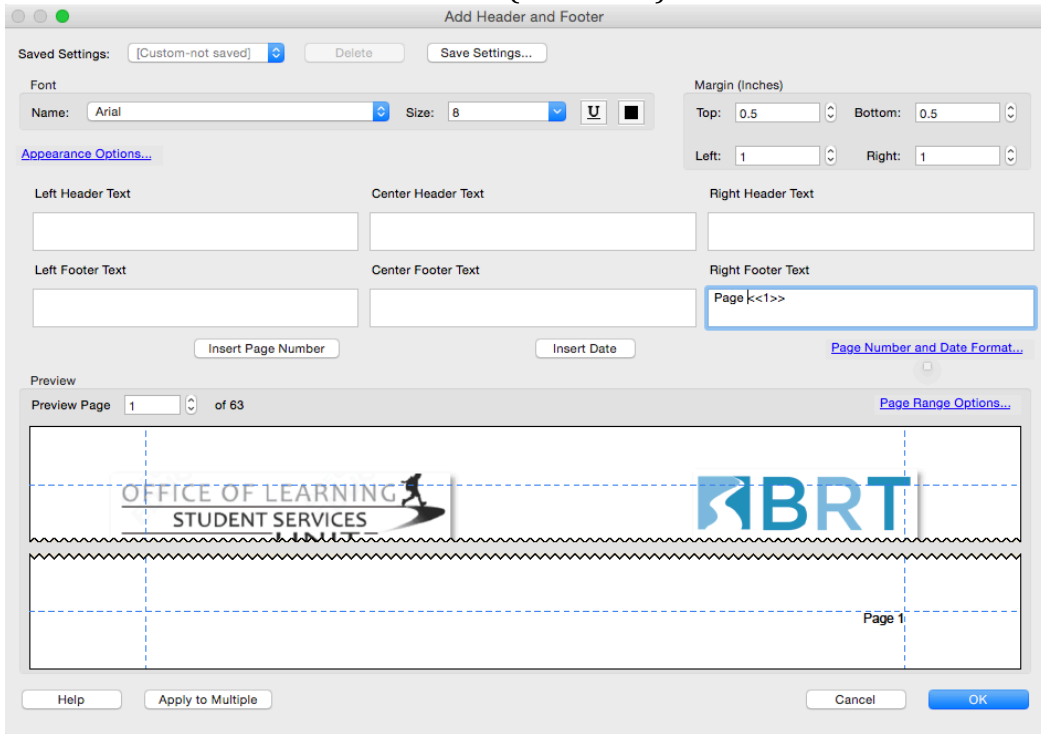 Add Header and Footer
Saved Settings: [Custom-not saved] Delete Save Settings...
Font
Name: Arial Size: 8 U
Margin (Inches)
Top: 0.5 Bottom: 0.5
Left: 1 Right: 1
Appearance Options...
Left Header Text Center Header Text Right Header Text
Left Footer Text Center Footer Text Right Footer Text
Page <<1>>
Insert Page Number Insert Date Page Number and Date Format...
Preview
Preview Page 1 of 63 Page Range Options...
OFFICE OF LEARNING
STUDENT SERVICES
UNIT
BRT
Page 1
Help Apply to Multiple Cancel OK